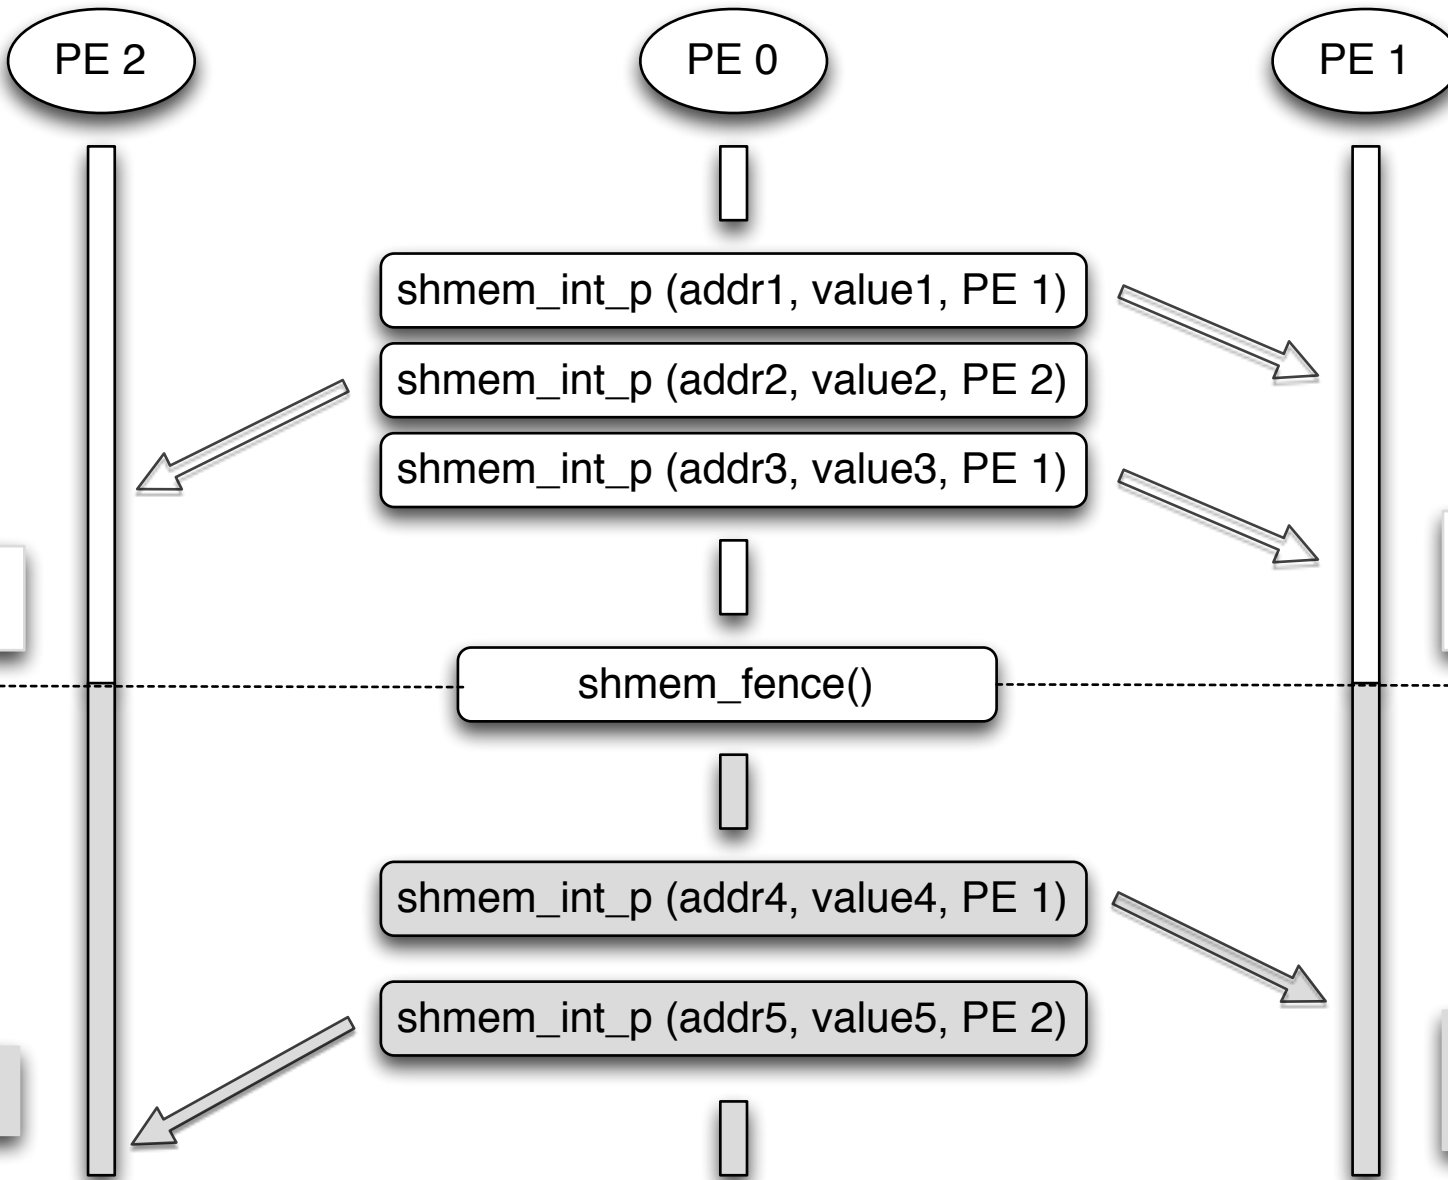 PE 2
PE 0
PE 1
shmem_int_p (addr1, value1, PE 1)
shmem_int_p (addr2, value2, PE 2)
shmem_int_p (addr3, value3, PE 1)
shmem_fence()
shmem_int_p (addr4, value4, PE 1)
shmem_int_p (addr5, value5, PE 2)